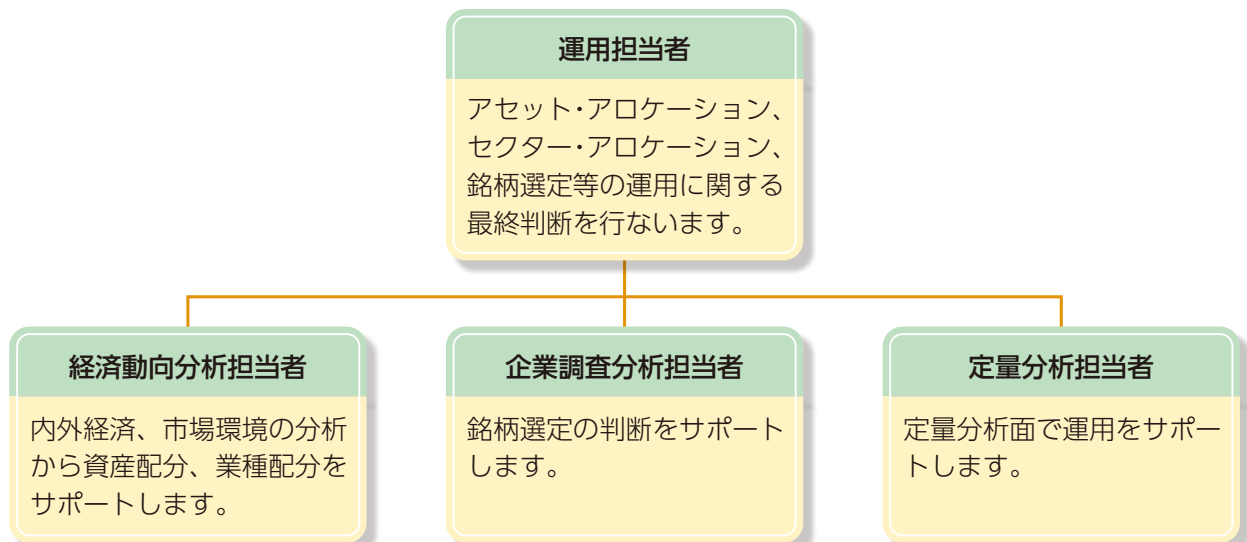 運用担当者
アセット・アロケーション、
セクター・アロケーション、
銘柄選定等の運用に関する
最終判断を行ないます。
経済動向分析担当者
内外経済、市場環境の分析
から資産配分、業種配分を
サポートします。
企業調査分析担当者
銘柄選定の判断をサポート
します。
定量分析担当者
定量分析面で運用をサポー
トします。